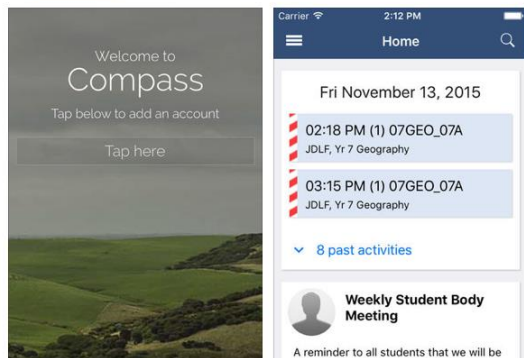 Welcome to
Compass
Tap below to add an account
Tap here
Carrier 2:12 PM
Home
Fri November 13, 2015
02:18 PM (1) 07GEO_07A
JDLF, Yr 7 Geography
03:15 PM (1) 07GEO_07A
JDLF, Yr 7 Geography
8 past activities
Weekly Student Body
Meeting
A reminder to all students that we will be